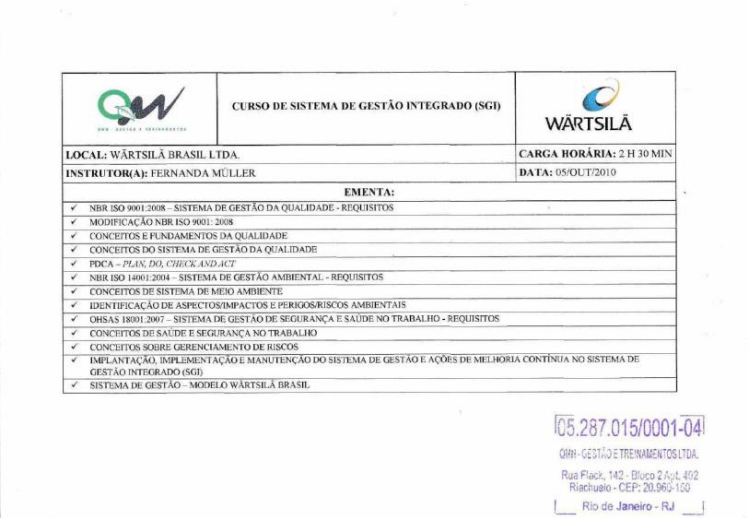 QW
CURSO DE SISTEMA DE GESTÃO INTEGRADO (SGI)
WÄRTSILÄ
LOCAL: WÄRTSILÄ BRASIL LTDA.
CARGA HORÁRIA: 2 H 30 MIN
INSTRUTOR(A): FERNANDA MÜLLER
DATA: 05/OUT/2010
EMENTA:
✓ NBR ISO 9001:2008 – SISTEMA DE GESTÃO DA QUALIDADE - REQUISITOS
✓ MODIFICAÇÃO NBR ISO 9001: 2008
✓ CONCEITOS E FUNDAMENTOS DA QUALIDADE
✓ CONCEITOS DO SISTEMA DE GESTÃO DA QUALIDADE
✓ PDCA – PLAN, DO, CHECK AND ACT
✓ NBR ISO 14001:2004 – SISTEMA DE GESTÃO AMBIENTAL - REQUISITOS
✓ CONCEITOS DE SISTEMA DE MEIO AMBIENTE
✓ IDENTIFICAÇÃO DE ASPECTOS/IMPACTOS E PERIGOS/RISCOS AMBIENTAIS
✓ OHSAS 18001:2007 – SISTEMA DE GESTÃO DE SEGURANÇA E SAÚDE NO TRABALHO - REQUISITOS
✓ CONCEITOS DE SAÚDE E SEGURANÇA NO TRABALHO
✓ CONCEITOS SOBRE GERENCIAMENTO DE RISCOS
✓ IMPLANTAÇÃO, IMPLEMENTAÇÃO E MANUTENÇÃO DO SISTEMA DE GESTÃO E AÇÕES DE MELHORIA CONTÍNUA NO SISTEMA DE
GESTÃO INTEGRADO (SGI)
✓ SISTEMA DE GESTÃO – MODELO WÄRTSILÄ BRASIL
05.287.015/0001-04
GESTÃO E TREINAMENTOS LTDA.
Rua Flack, 142 - Bloco 2 Apt. 402
Riachuelo - CEP: 20.960-150
Rio de Janeiro - RJ